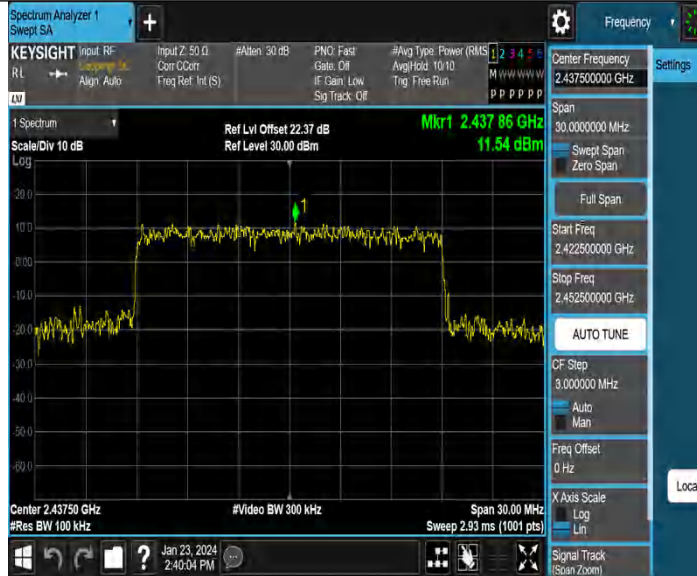 Spectrum Analyzer 1
Swept SA
+
Frequency
KEYSIGHT
RL
Input: RF
Align: Auto
Input Z: 50 Ω
Corr CCorr
Freq Ref: Int (S)
#Atten: 30 dB
PNO: Fast
Gate: Off
IF Gain: Low
Sig Track: Off
#Avg Type: Power (RMS
Avg|Hold: 10/10
Trig: Free Run
1 2 3 4 5 6
M W W W W W
P P P P P P
1 Spectrum
Scale/Div 10 dB
Log
Ref Lvl Offset 22.37 dB
Ref Level 30.00 dBm
Mkr1 2.437 86 GHz
11.54 dBm
1
20.0
10.0
0.00
-10.0
-20.0
-30.0
-60.0
Center 2.43750 GHz
#Res BW 100 kHz
#Video BW 300 kHz
Span 30.00 MHz
Sweep 2.93 ms (1001 pts)
?
Jan 23, 2024
2:40:04 PM
Center Frequency
2.437500000 GHz
Settings
Span
30.0000000 MHz
Swept Span
Zero Span
Full Span
Start Freq
2.422500000 GHz
Stop Freq
2.452500000 GHz
AUTO TUNE
CF Step
3.000000 MHz
Auto
Man
Freq Offset
0 Hz
X Axis Scale
Log
Lin
Signal Track
(Span Zoom)
Loca